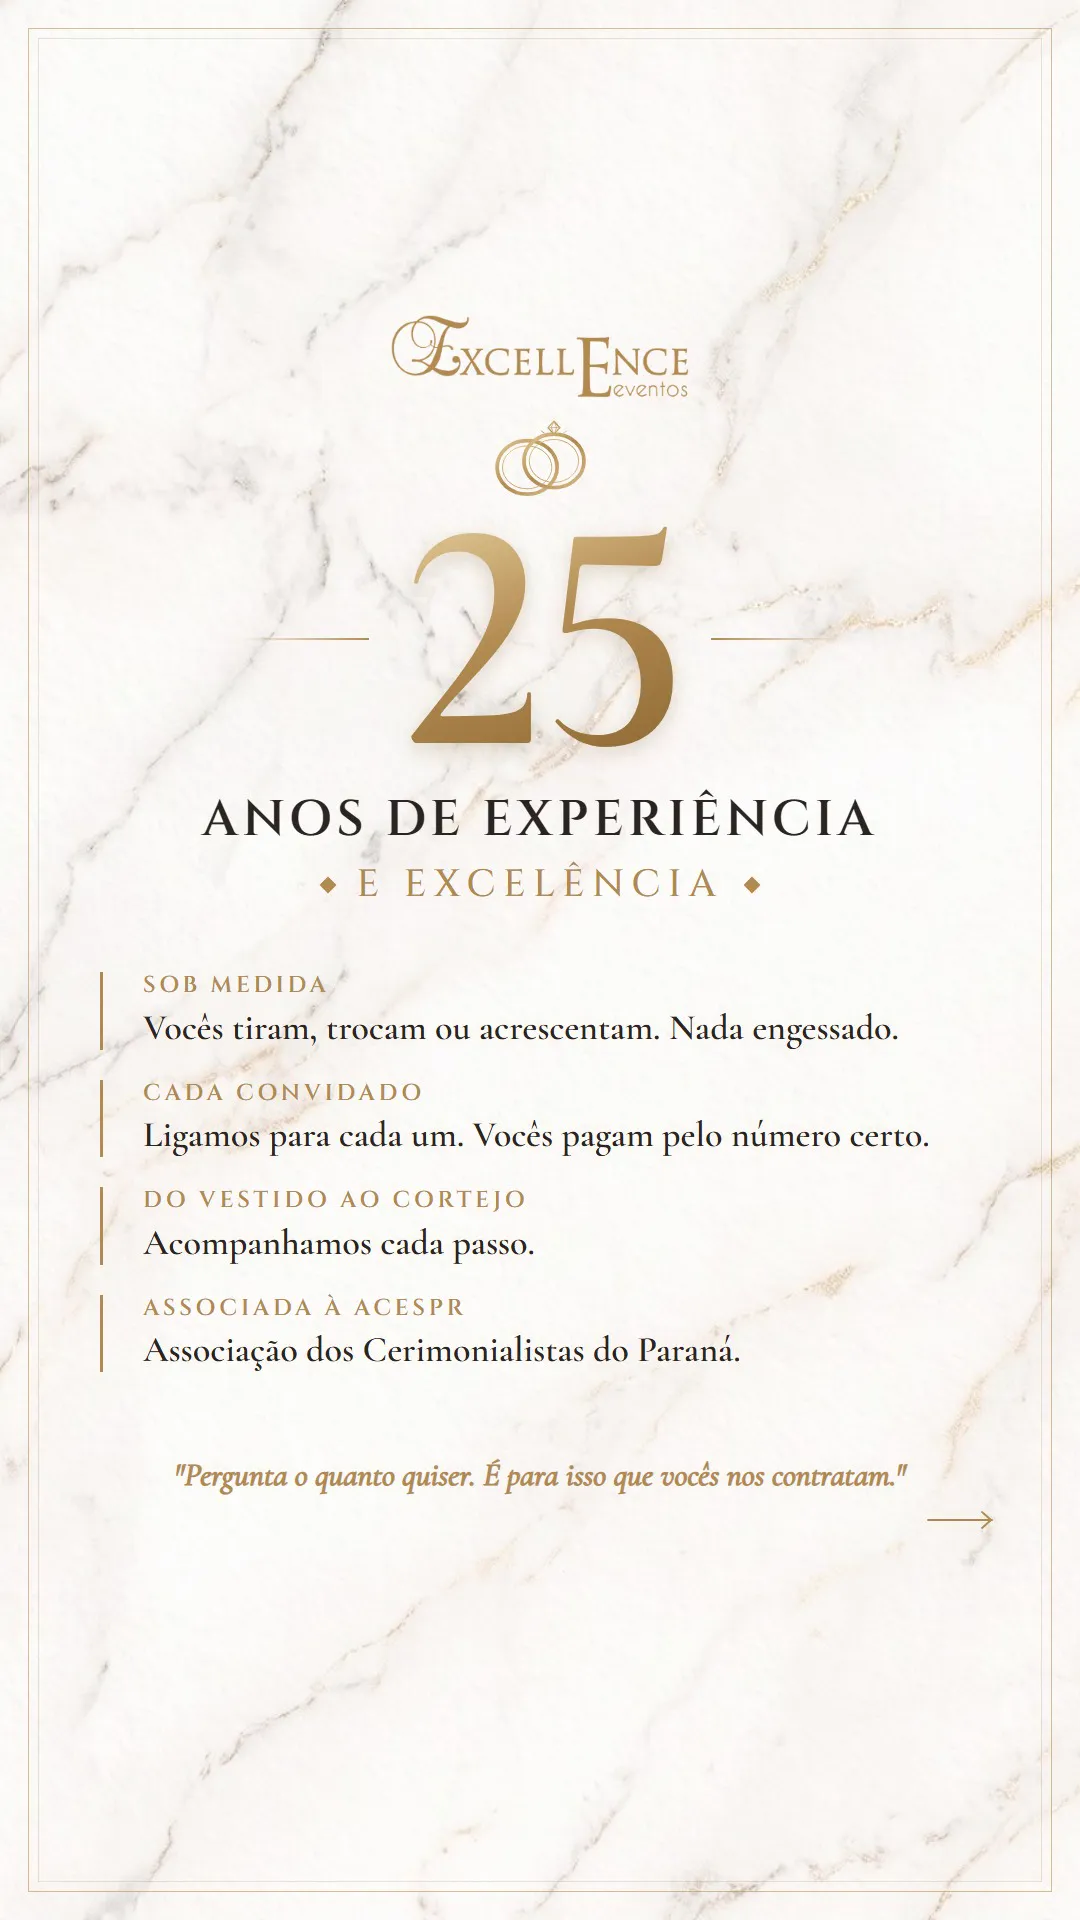 EXCELLENCE
eventos
25
ANOS DE EXPERIÊNCIA
E EXCELÊNCIA
SOB MEDIDA
Vocês tiram, trocam ou acrescentam. Nada engessado.
CADA CONVIDADO
Ligamos para cada um. Vocês pagam pelo número certo.
DO VESTIDO AO CORTEJO
Acompanhamos cada passo.
ASSOCIADA À ACESPR
Associação dos Cerimonialistas do Paraná.
"Pergunta o quanto quiser. É para isso que vocês nos contratam."